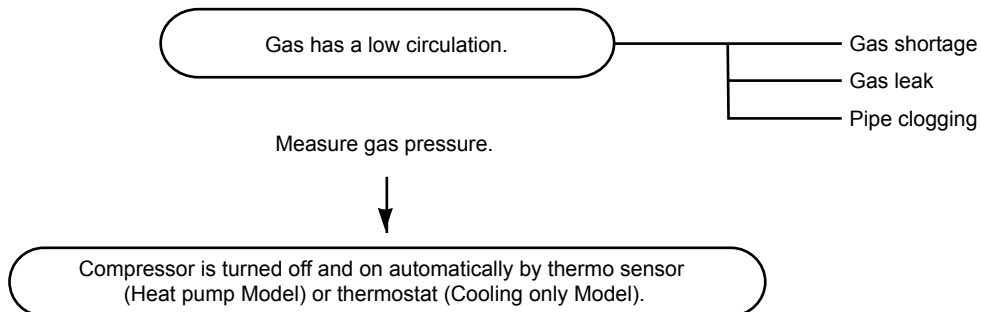 Gas has a low circulation.
Gas shortage
Gas leak
Pipe clogging
Measure gas pressure.
Compressor is turned off and on automatically by thermo sensor
(Heat pump Model) or thermostat (Cooling only Model).